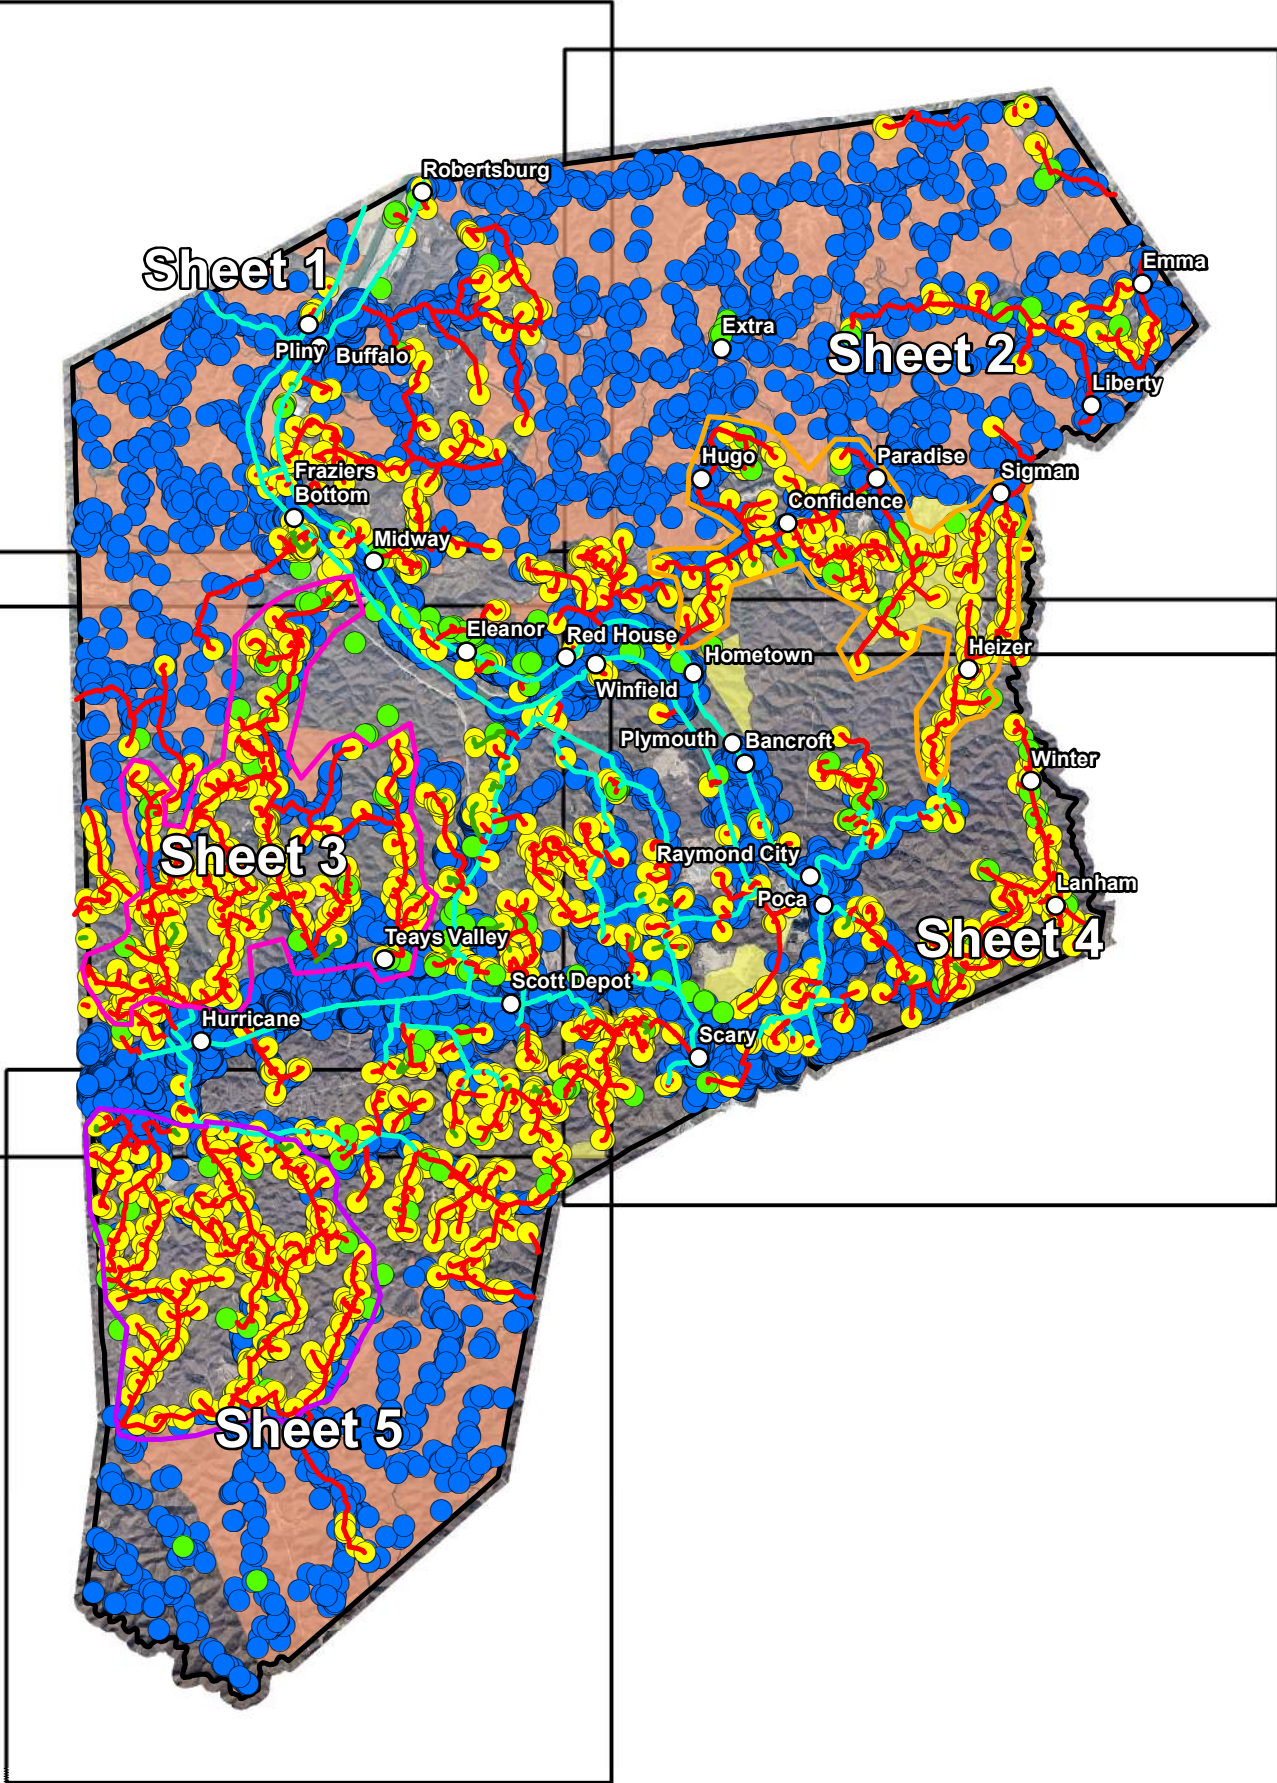 Robertsburg
Sheet 1
Emma
Pliny
Buffalo
Extra
Sheet 2
Liberty
Hugo
Paradise
Fraziers
Bottom
Sigman
Confidence
Midway
Eleanor
Red House
Hometown
Heizer
Winfield
Plymouth
Bancroft
Winter
Sheet 3
Raymond City
Poca
Lanham
Teays Valley
Sheet 4
Scott Depot
Hurricane
Scary
Sheet 5